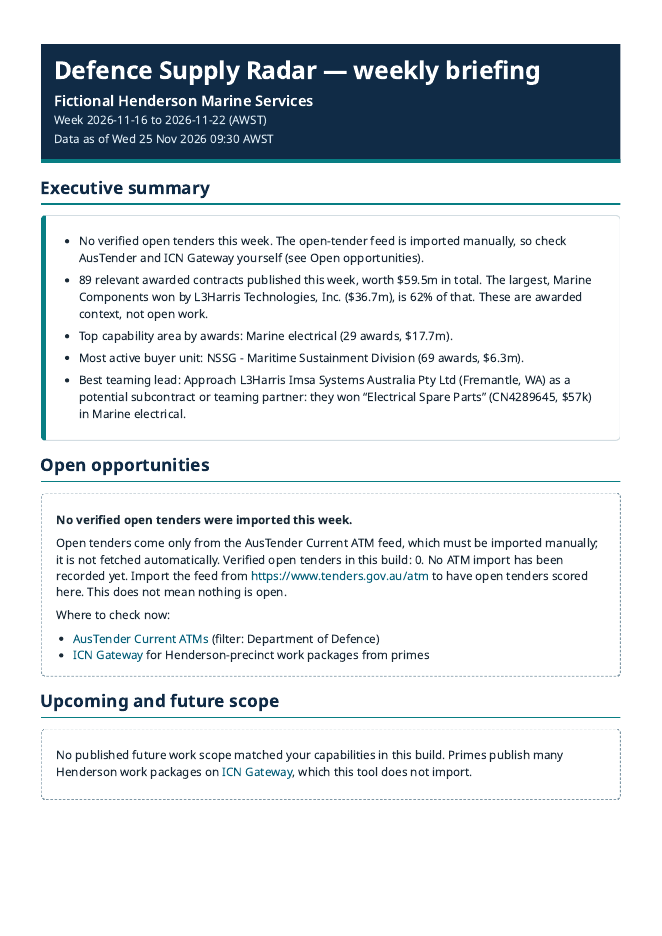 Defence Supply Radar — weekly briefing
Fictional Henderson Marine Services
Week 2026-11-16 to 2026-11-22 (AWST)
Data as of Wed 25 Nov 2026 09:30 AWST
Executive summary
• No verified open tenders this week. The open-tender feed is imported manually, so check
AusTender and ICN Gateway yourself (see Open opportunities).
• 89 relevant awarded contracts published this week, worth $59.5m in total. The largest, Marine
Components won by L3Harris Technologies, Inc. ($36.7m), is 62% of that. These are awarded
context, not open work.
• Top capability area by awards: Marine electrical (29 awards, $17.7m).
• Most active buyer unit: NSSG - Maritime Sustainment Division (69 awards, $6.3m).
• Best teaming lead: Approach L3Harris Imsa Systems Australia Pty Ltd (Fremantle, WA) as a
potential subcontract or teaming partner: they won “Electrical Spare Parts” (CN4289645, $57k)
in Marine electrical.
Open opportunities
No verified open tenders were imported this week.
Open tenders come only from the AusTender Current ATM feed, which must be imported manually;
it is not fetched automatically. Verified open tenders in this build: 0. No ATM import has been
recorded yet. Import the feed from https://www.tenders.gov.au/atm to have open tenders scored
here. This does not mean nothing is open.
Where to check now:
• AusTender Current ATMs (filter: Department of Defence)
• ICN Gateway for Henderson-precinct work packages from primes
Upcoming and future scope
No published future work scope matched your capabilities in this build. Primes publish many
Henderson work packages on ICN Gateway, which this tool does not import.